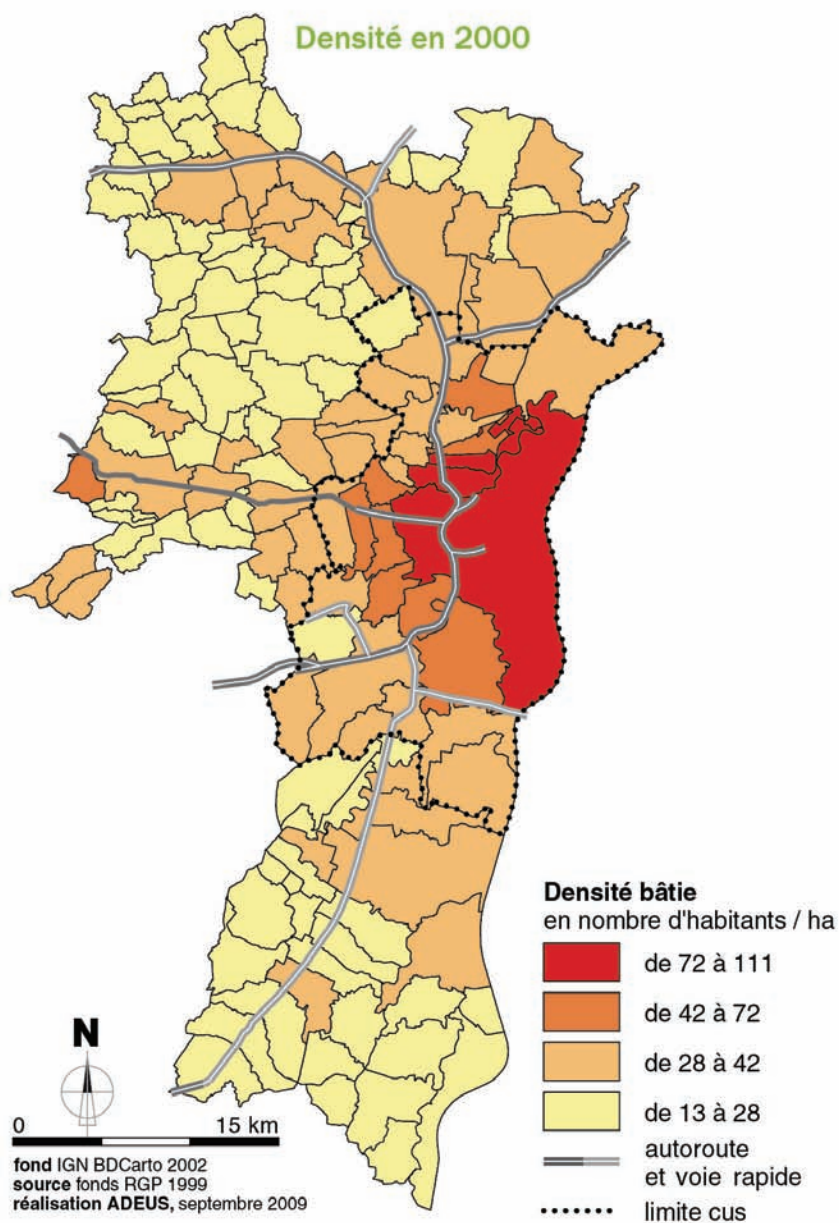 Densité en 2000
Densité bâtie
en nombre d'habitants / ha
de 72 à 111
de 42 à 72
de 28 à 42
de 13 à 28
autoroute
et voie rapide
limite cus
N
0 15 km
fond IGN BDCarto 2002
source fonds RGP 1999
réalisation ADEUS, septembre 2009